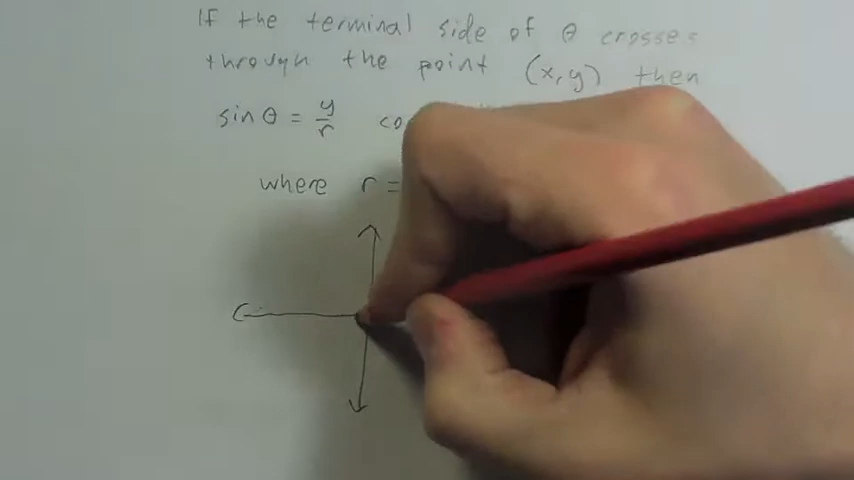 If the terminal side of θ crosses
through the point (x,y) then
sin θ = y/r
where r =